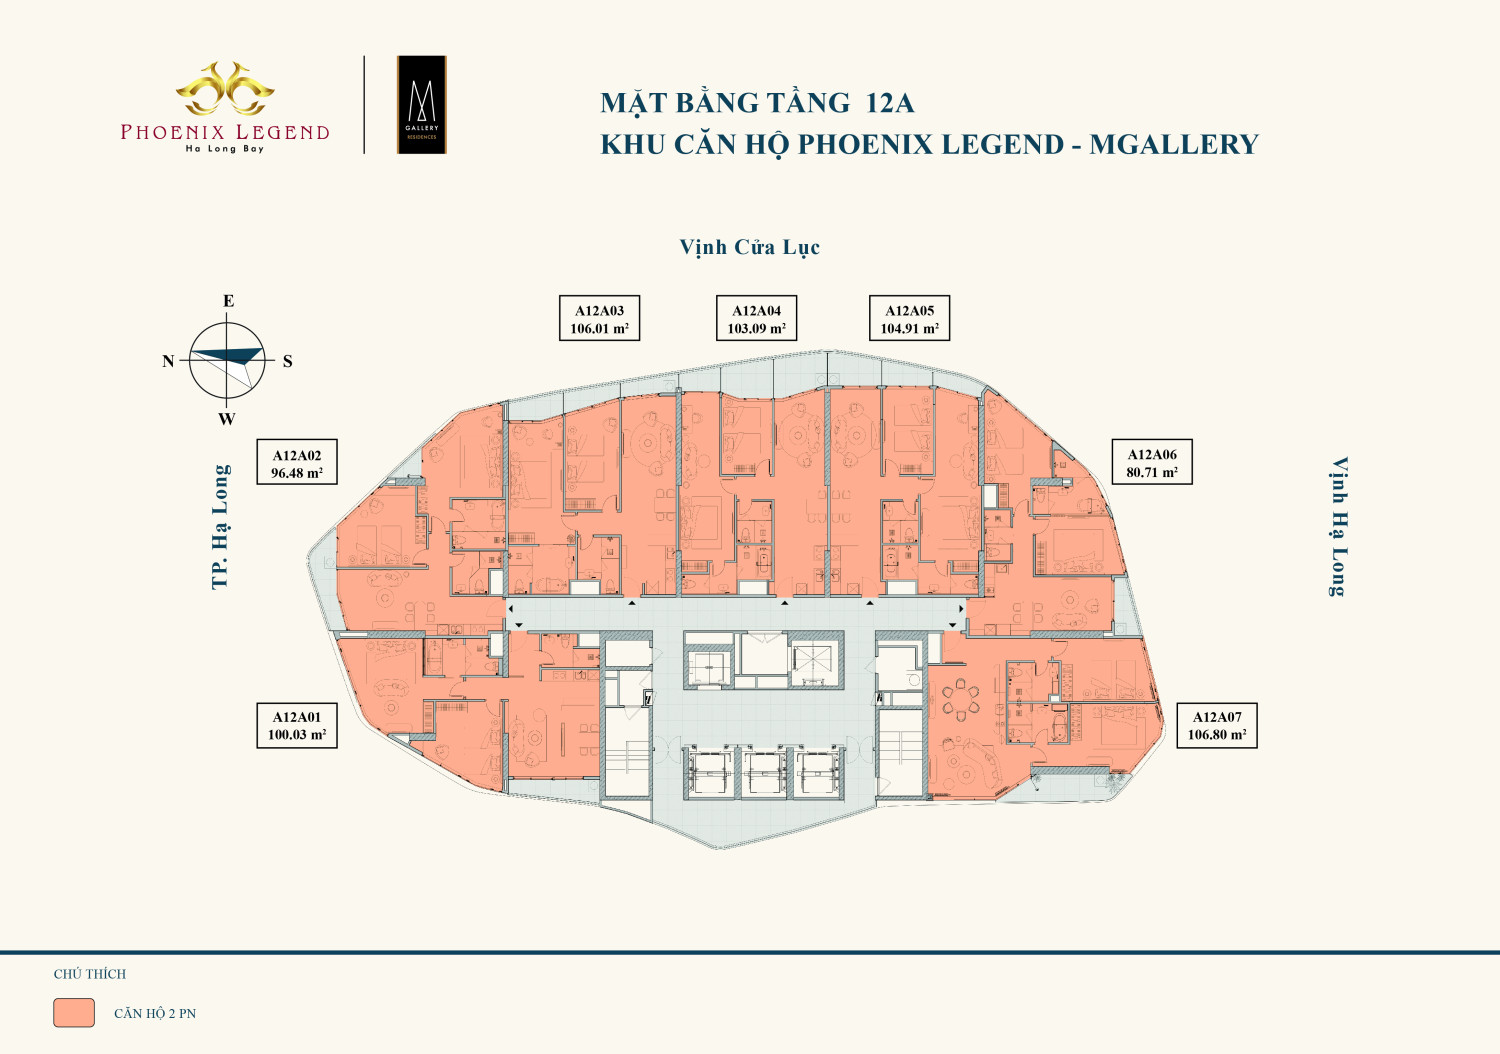 PHOENIX LEGEND
Ha Long Bay
M
GALLERY
RESIDENCES
MẶT BẰNG TẦNG 12A
KHU CĂN HỘ PHOENIX LEGEND - MGALLERY
Vịnh Cửa Lục
E
N
S
W
A12A03
106.01 m²
A12A04
103.09 m²
A12A05
104.91 m²
A12A02
96.48 m²
A12A06
80.71 m²
TP. Hạ Long
Vịnh Hạ Long
A12A01
100.03 m²
A12A07
106.80 m²
CHÚ THÍCH
CĂN HỘ 2 PN